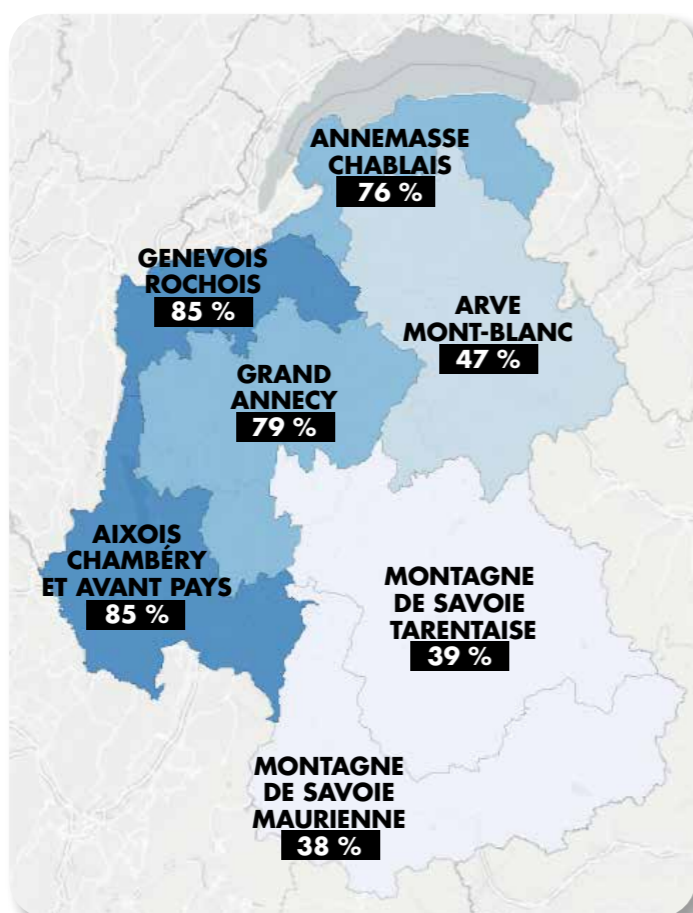 ANNEMASSE
CHABLAIS
76 %
GENEVOIS
ROCHOIS
85 %
ARVE
MONT-BLANC
47 %
GRAND
ANNECY
79 %
AIXOIS
CHAMBÉRY
ET AVANT PAYS
85 %
MONTAGNE
DE SAVOIE
TARENTAISE
39 %
MONTAGNE
DE SAVOIE
MAURIENNE
38 %